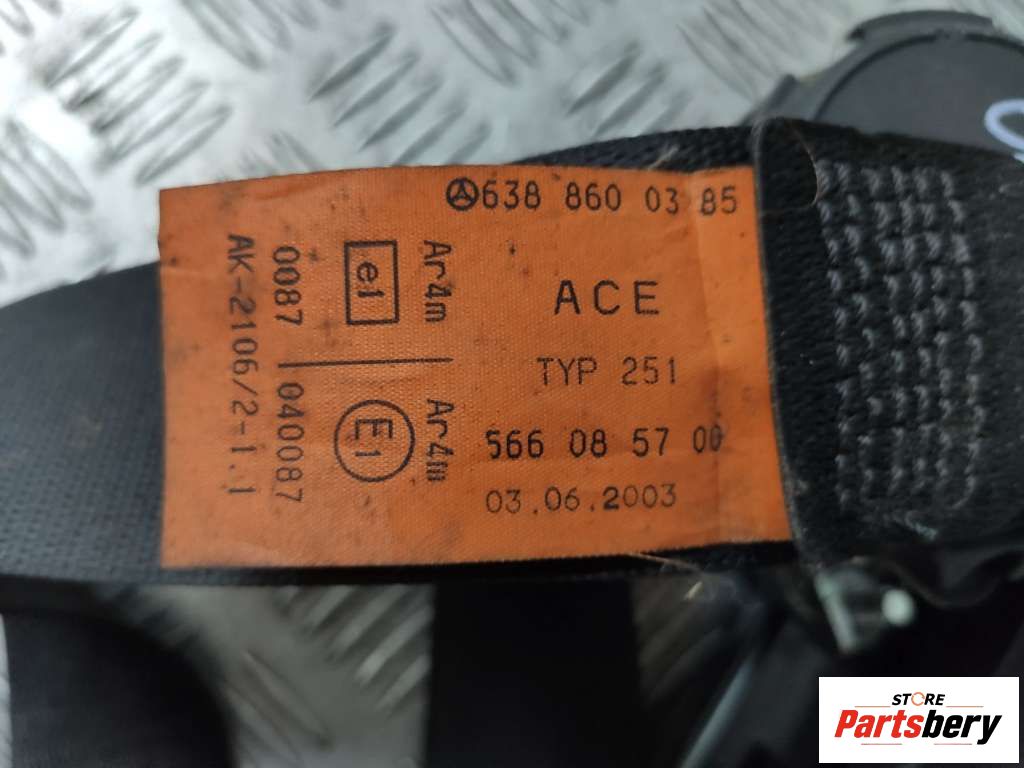 638 860 03 85
ACE
TYP 251
566 08 57 00
03.06.2003
Ar4m
e1
0087
Ar4m
E1
040087
AK-2106/2-1.1
STORE
Partsbery